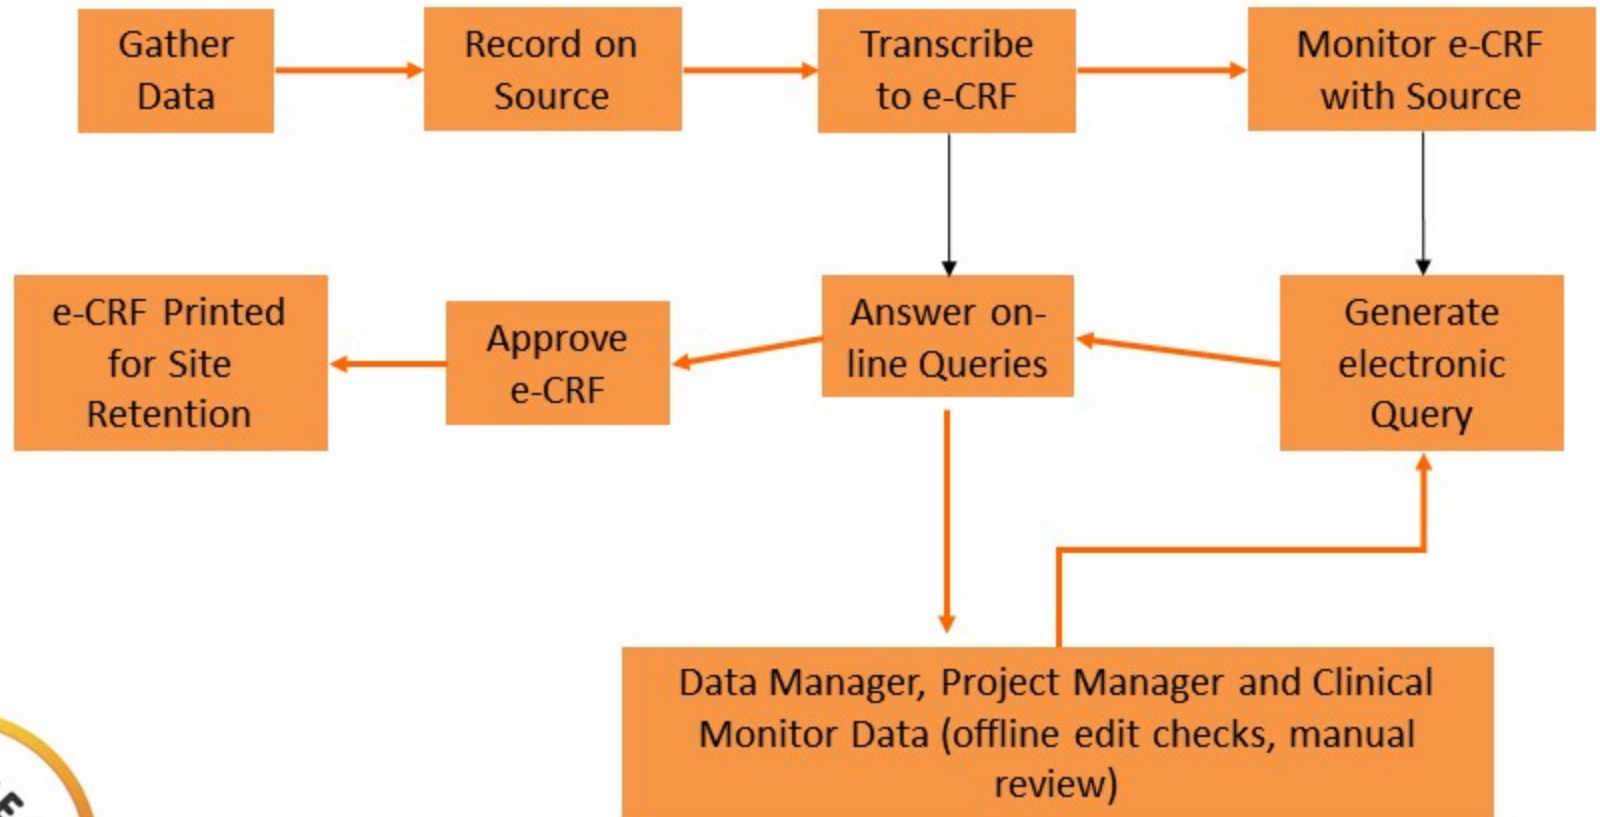 Gather
Data
Record on
Source
Transcribe
to e-CRF
Monitor e-CRF
with Source
e-CRF Printed
for Site
Retention
Approve
e-CRF
Answer on-
line Queries
Generate
electronic
Query
Data Manager, Project Manager and Clinical
Monitor Data (offline edit checks, manual
review)